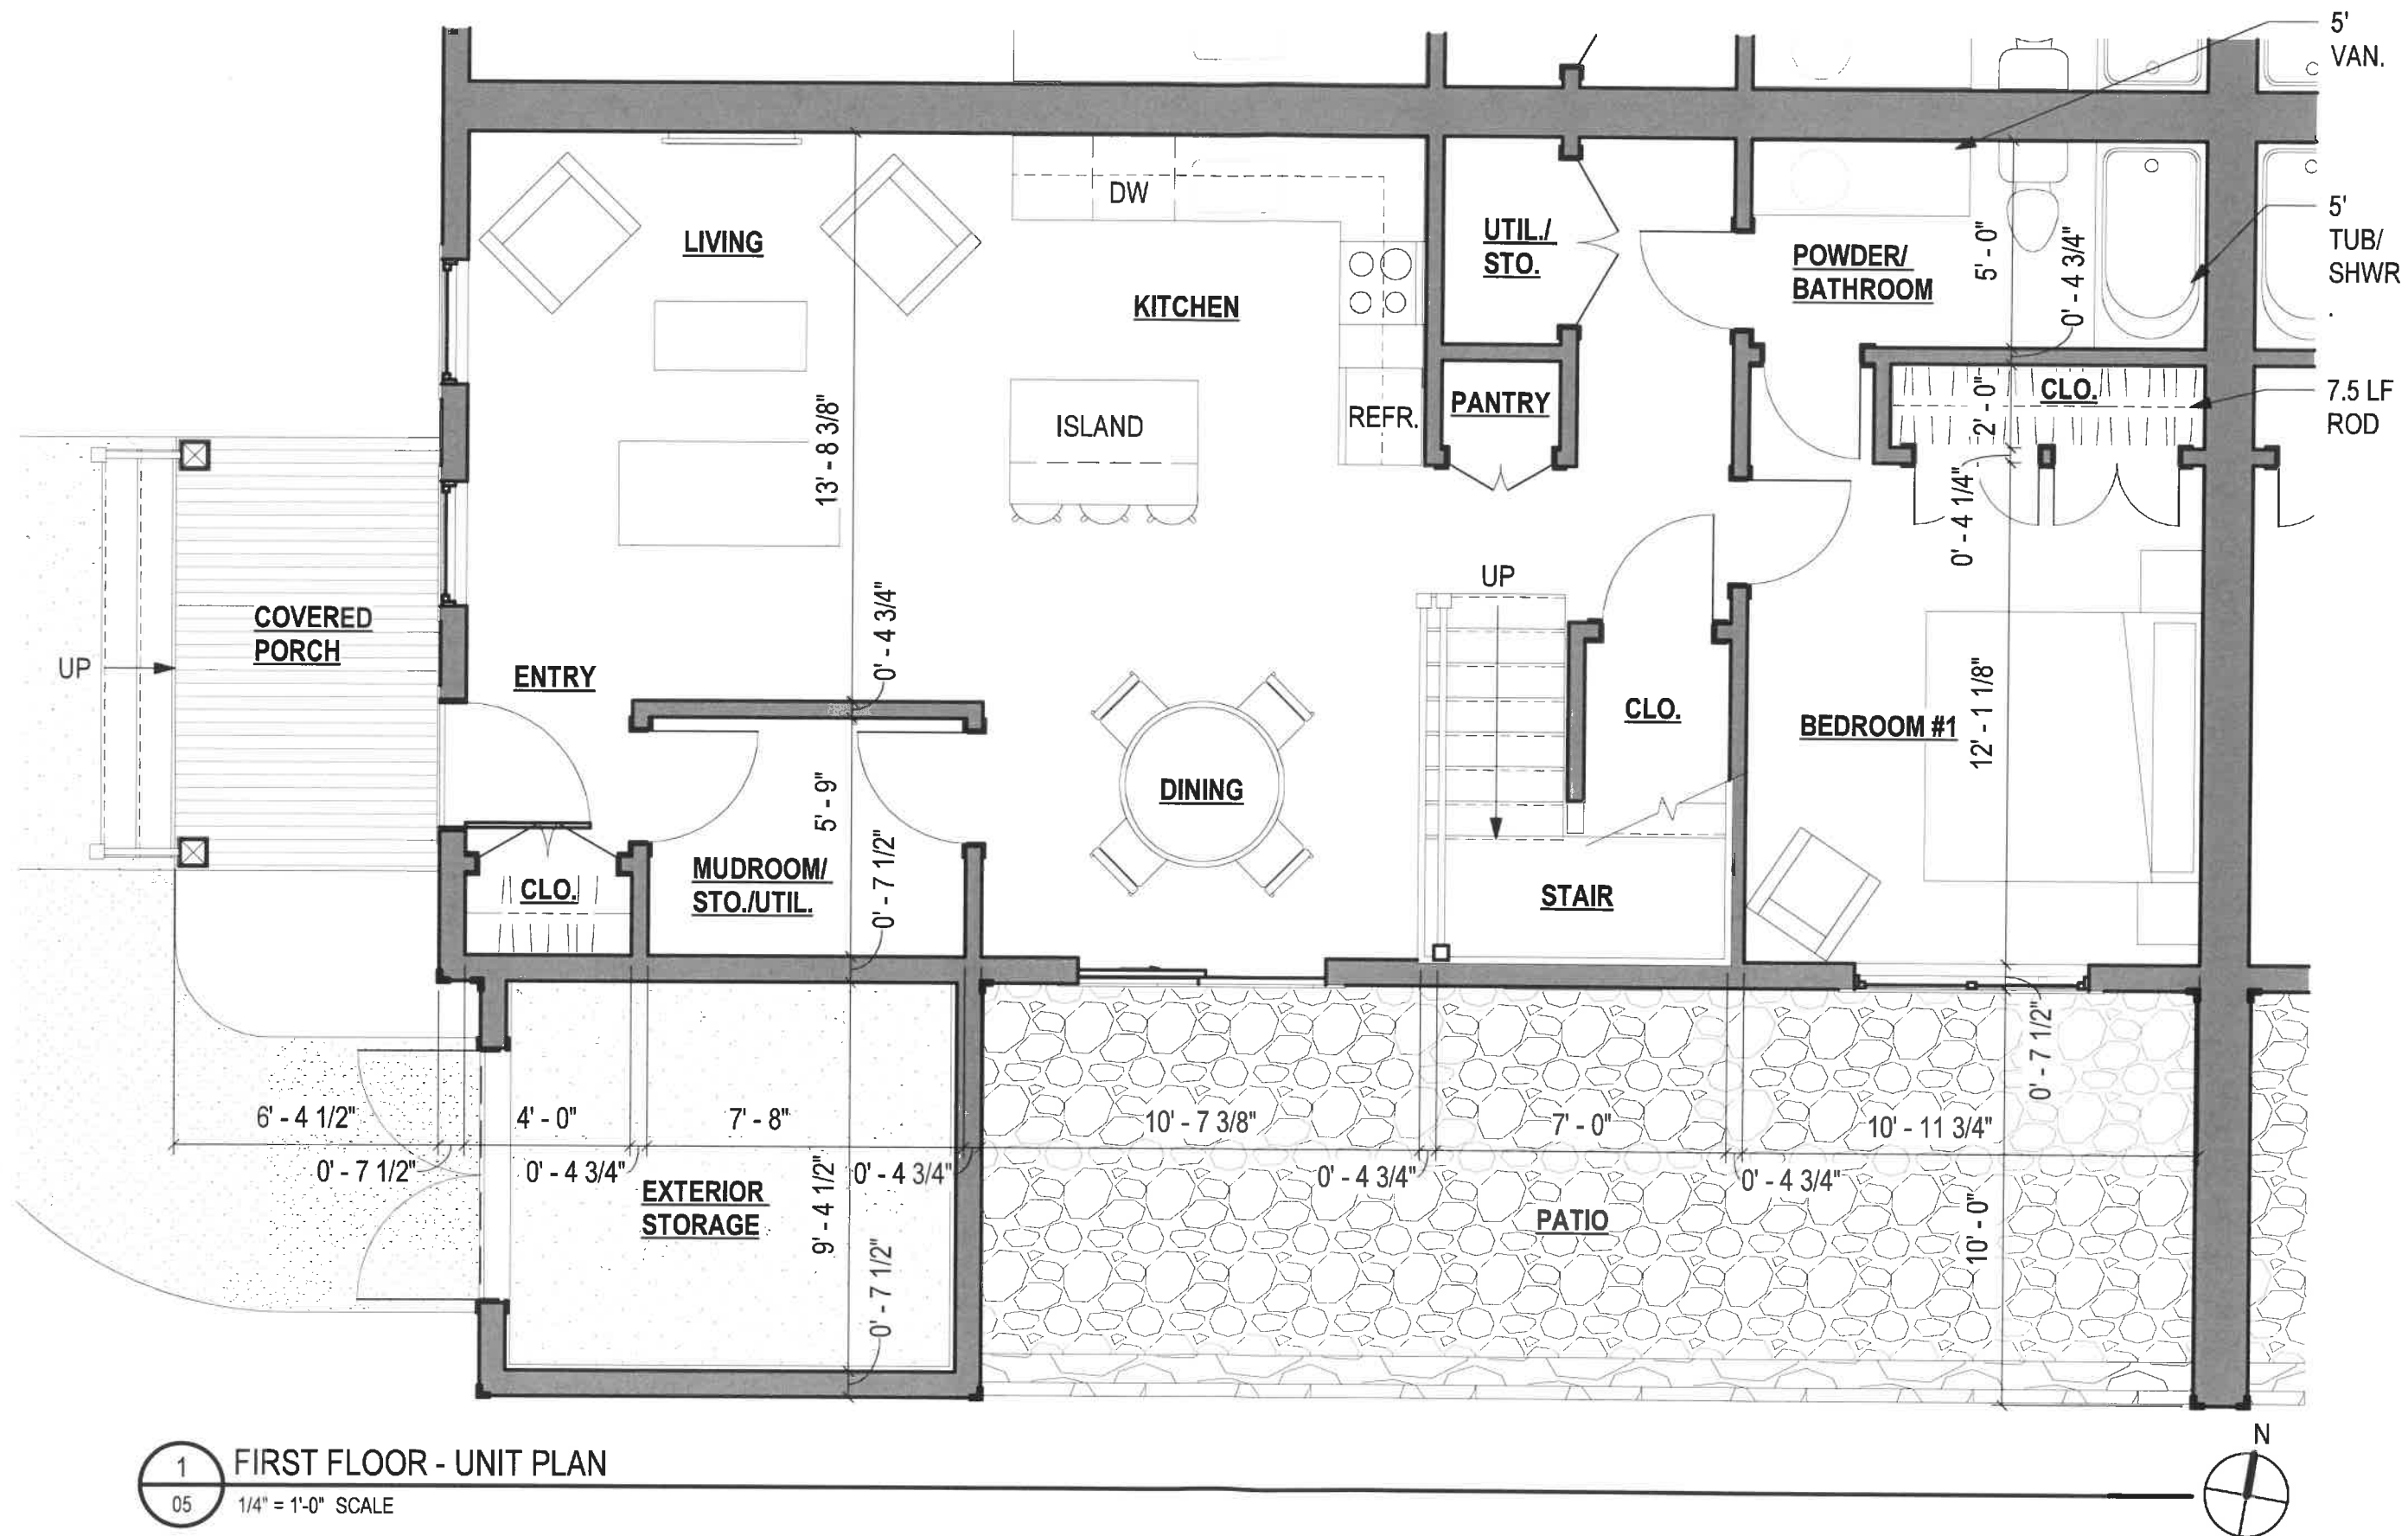 5'
VAN.
DW
LIVING
UTIL./
STO.
5' - 0"
0' - 4 3/4"
5'
TUB/
SHWR
.
POWDER/
BATHROOM
KITCHEN
CLO.
7.5 LF
ROD
2' - 0"
PANTRY
REFR.
ISLAND
13' - 8 3/8"
0' - 4 1/4"
UP
COVERED
PORCH
UP
ENTRY
0' - 4 3/4"
CLO.
BEDROOM #1
12' - 1 1/8"
DINING
5' - 9"
MUDROOM/
STO./UTIL.
0' - 7 1/2"
CLO.
STAIR
0' - 7 1/2"
6' - 4 1/2"
4' - 0"
7' - 8"
10' - 7 3/8"
7' - 0"
10' - 11 3/4"
0' - 7 1/2"
0' - 4 3/4"
0' - 4 3/4"
0' - 4 3/4"
0' - 4 3/4"
EXTERIOR
STORAGE
9' - 4 1/2"
PATIO
10' - 0"
0' - 7 1/2"
N
1
05
FIRST FLOOR - UNIT PLAN
1/4" = 1'-0" SCALE